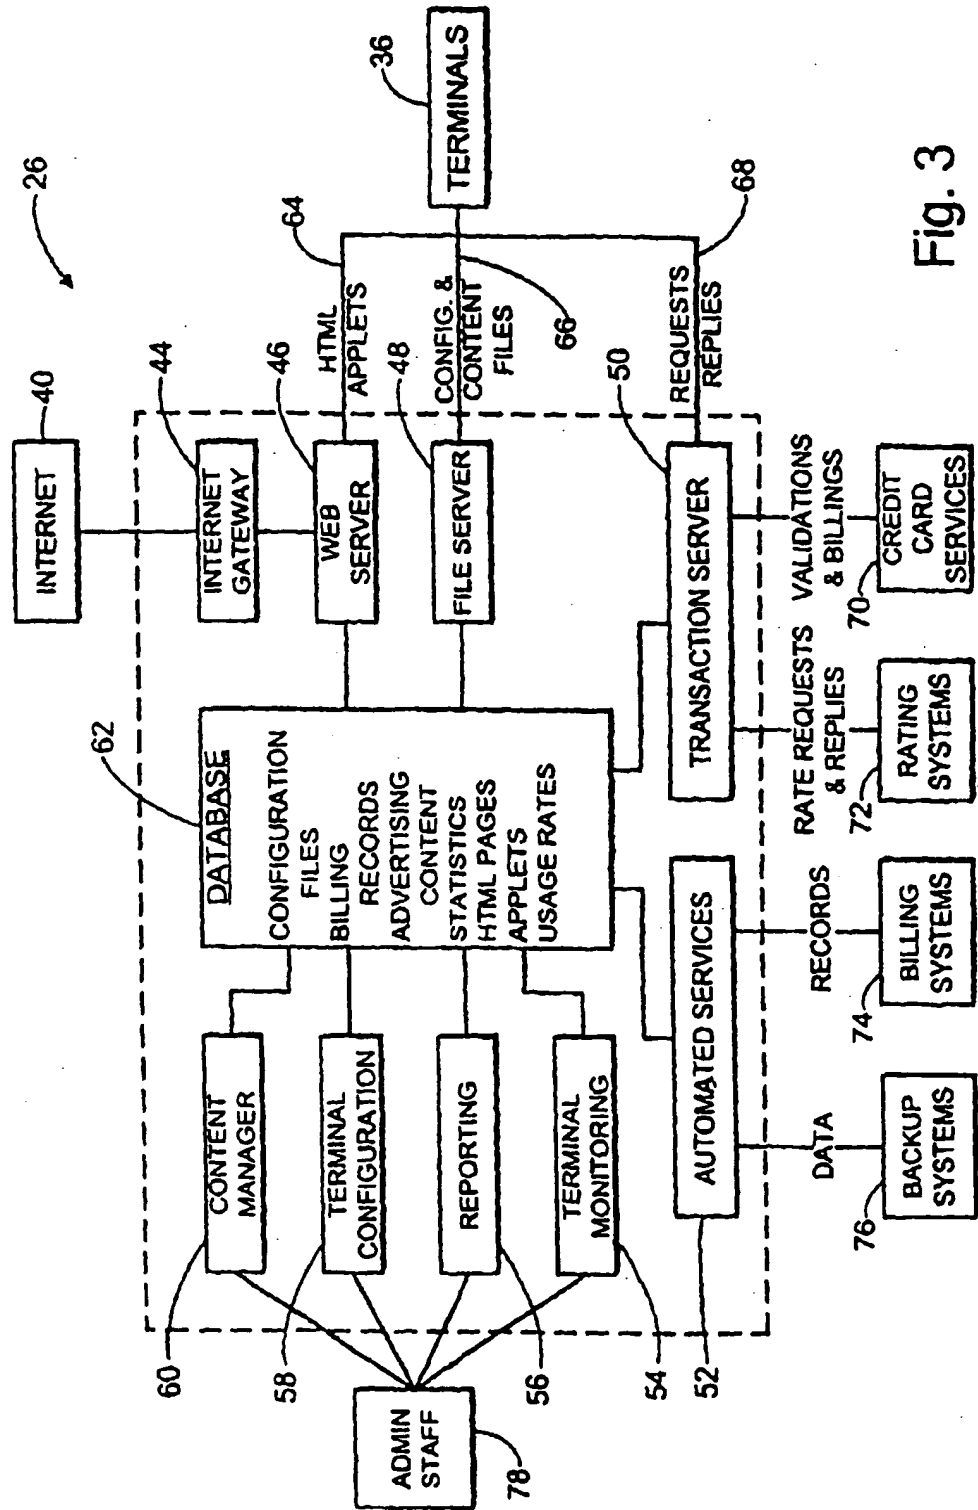 26
INTERNET
40
INTERNET
GATEWAY
44
WEB
SERVER
46
HTML
APPLETS
64
FILE SERVER
48
CONFIG. &
CONTENT
FILES
66
TERMINALS
36
DATABASE
62
CONFIGURATION
FILES
BILLING
RECORDS
ADVERTISING
CONTENT
STATISTICS
HTML PAGES
APPLETS
USAGE RATES
CONTENT
MANAGER
60
TERMINAL
CONFIGURATION
58
REPORTING
56
TERMINAL
MONITORING
54
ADMIN
STAFF
78
AUTOMATED SERVICES
52
TRANSACTION SERVER
50
REQUESTS
REPLIES
68
DATA
RECORDS
RATE REQUESTS
& REPLIES
VALIDATIONS
& BILLINGS
BACKUP
SYSTEMS
76
BILLING
SYSTEMS
74
RATING
SYSTEMS
72
CREDIT
CARD
SERVICES
70
Fig. 3